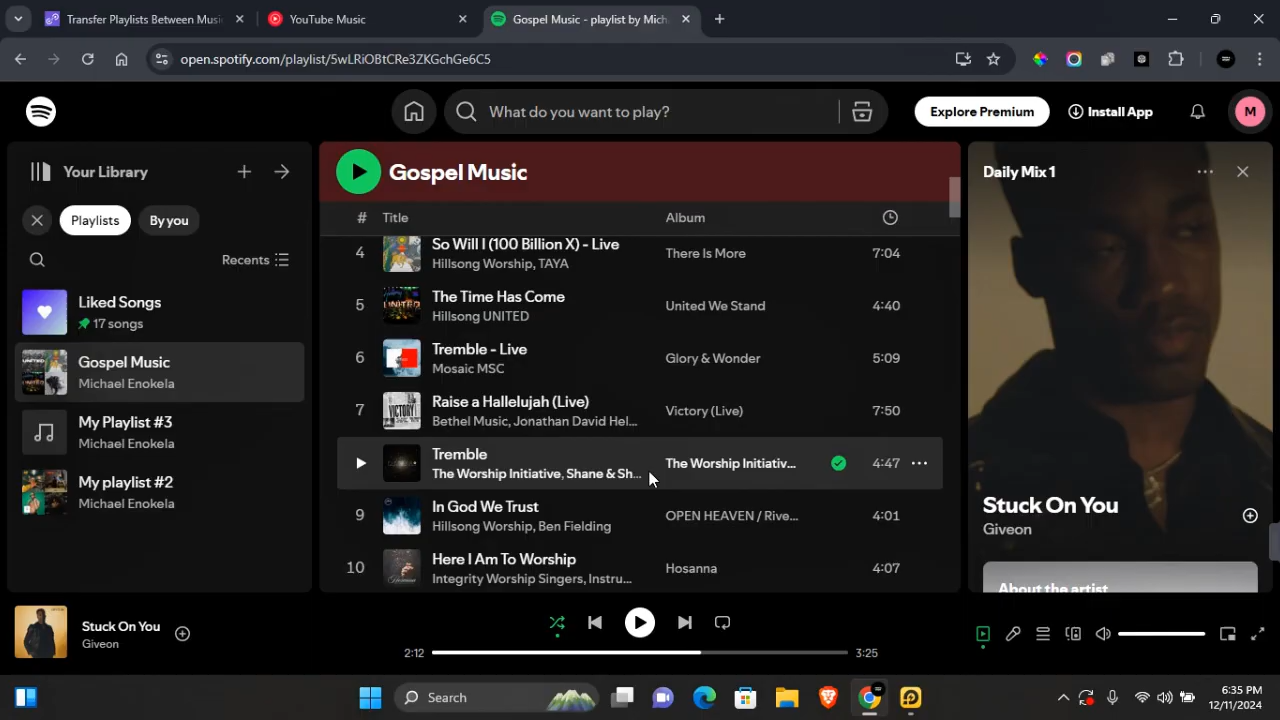 Transfer Playlists Between Musi
YouTube Music
Gospel Music - playlist by Mich
open.spotify.com/playlist/5wLRiOBtCRe3ZKGchGe6C5
What do you want to play?
Explore Premium
Install App
M
Your Library
Playlists
By you
Recents
Liked Songs
17 songs
Gospel Music
Michael Enokela
My Playlist #3
Michael Enokela
My playlist #2
Michael Enokela
Gospel Music
# Title Album
4 So Will I (100 Billion X) - Live There Is More 7:04
Hillsong Worship, TAYA
5 The Time Has Come United We Stand 4:40
Hillsong UNITED
6 Tremble - Live Glory & Wonder 5:09
Mosaic MSC
7 Raise a Hallelujah (Live) Victory (Live) 7:50
Bethel Music, Jonathan David Hel...
Tremble The Worship Initiativ... 4:47
The Worship Initiative, Shane & Sh...
9 In God We Trust OPEN HEAVEN / Rive... 4:01
Hillsong Worship, Ben Fielding
10 Here I Am To Worship Hosanna 4:07
Integrity Worship Singers, Instru...
Daily Mix 1
Stuck On You
Giveon
About the artist
Stuck On You
Giveon
2:12
3:25
Search
6:35 PM
12/11/2024